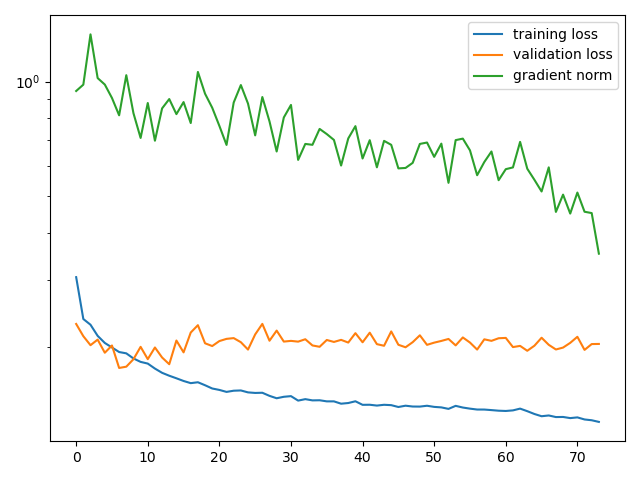 training loss
validation loss
gradient norm
10⁰
0 10 20 30 40 50 60 70